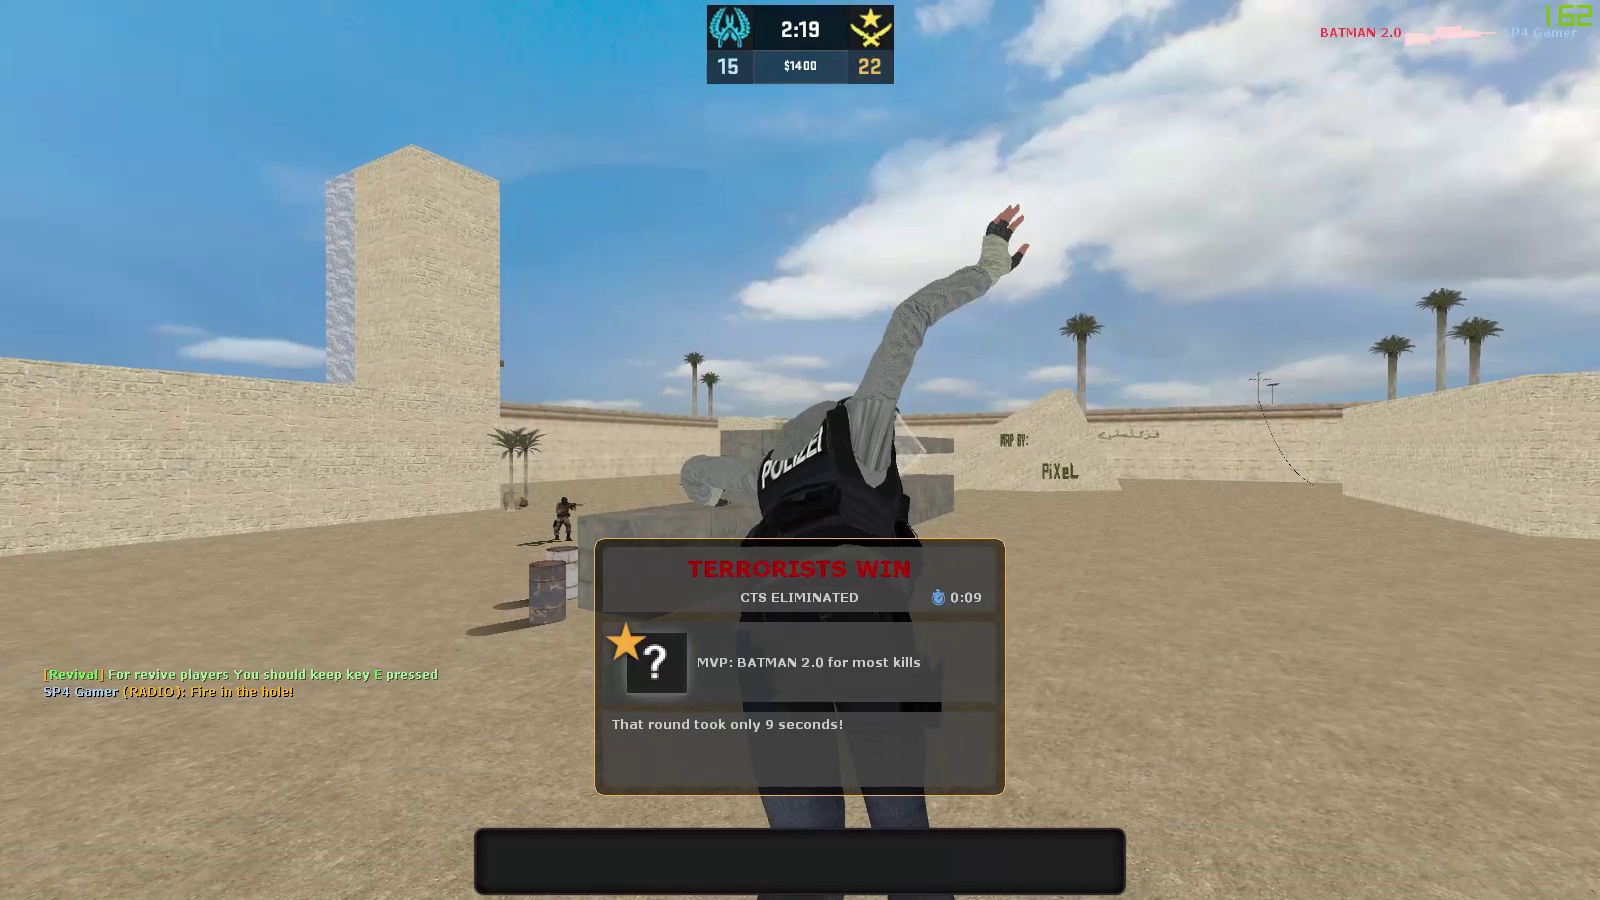 162
2:19
15 $1400 22
BATMAN 2.0 SP4 Gamer
MAP BY:
PiXeL
POLIZEI
TERRORISTS WIN
CTS ELIMINATED 0:09
?
MVP: BATMAN 2.0 for most kills
[Revival] For revive players You should keep key E pressed
SP4 Gamer (RADIO): Fire in the hole!
That round took only 9 seconds!